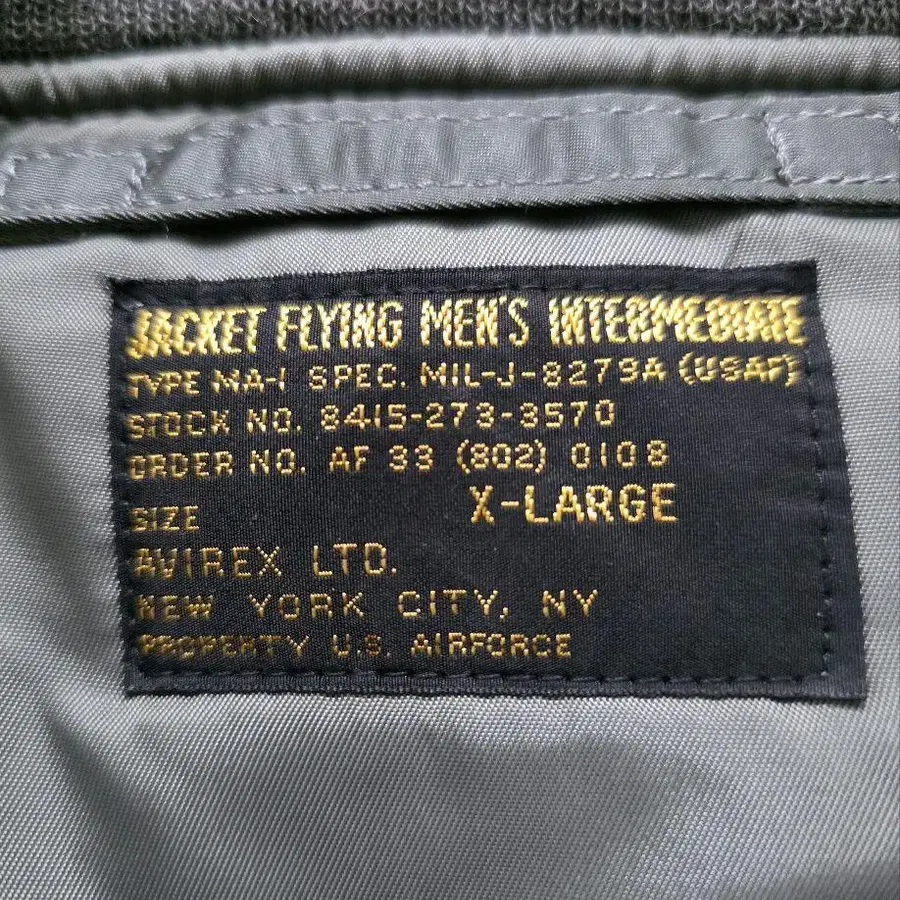 JACKET FLYING MEN'S INTERMEDIATE
TYPE MA-1 SPEC. MIL-J-8279A (USAF)
STOCK NO. 8415-273-3570
ORDER NO. AF 33 (802) 0108
SIZE X-LARGE
AVIREX LTD.
NEW YORK CITY, NY
PROPERTY U.S. AIRFORCE